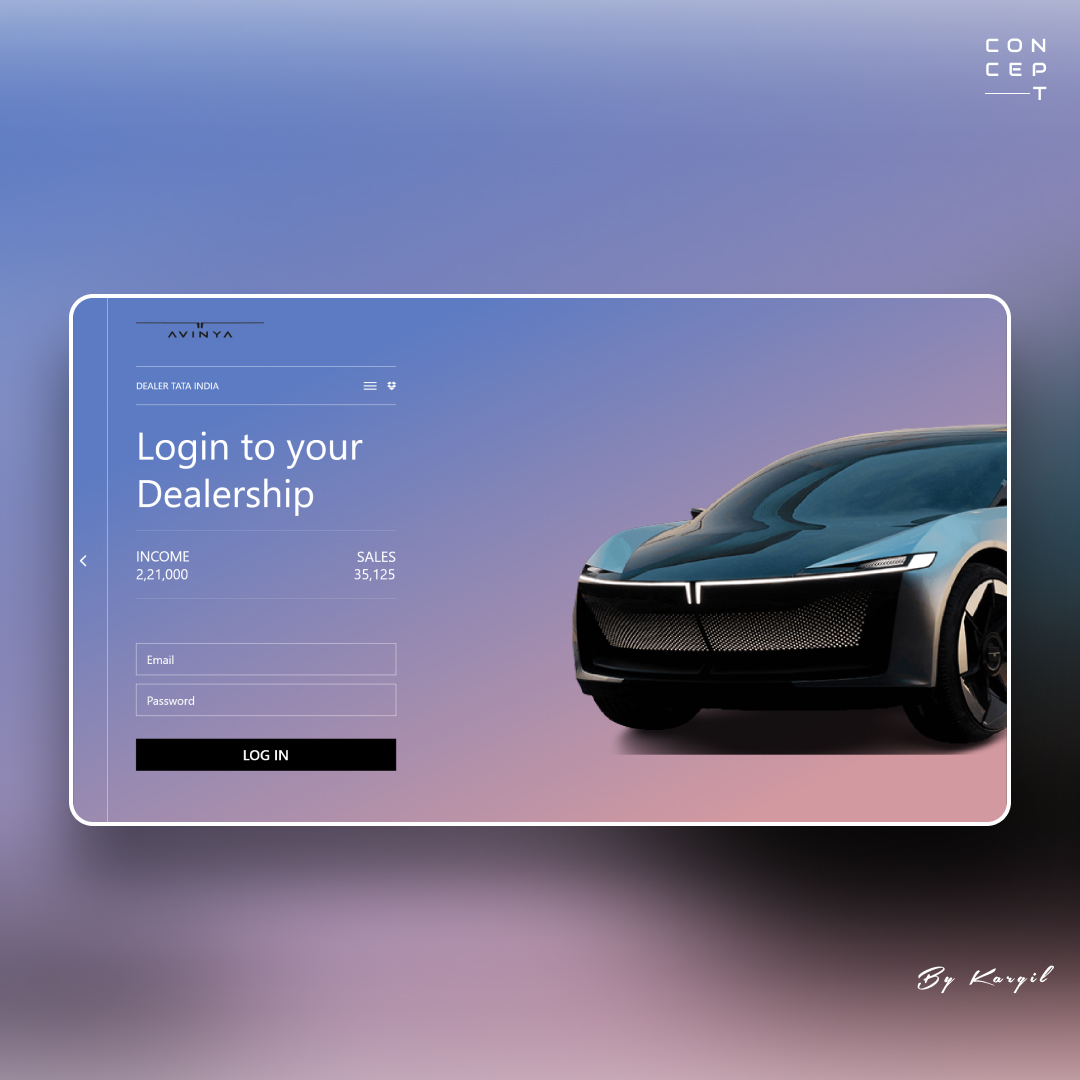 CON
CEP
T
AVINYA
DEALER TATA INDIA
Login to your
Dealership
INCOME SALES
2,21,000 35,125
Email
Password
LOG IN
By Kargil